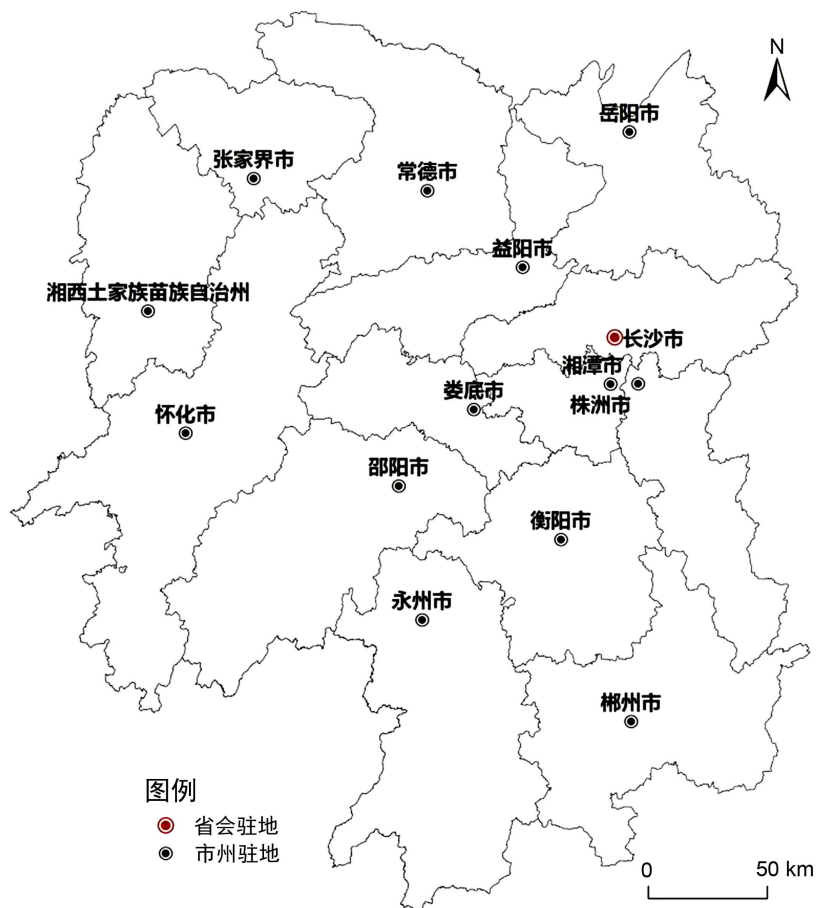 N
岳阳市
张家界市
常德市
益阳市
湘西土家族苗族自治州
长沙市
湘潭市
娄底市
株洲市
怀化市
邵阳市
衡阳市
永州市
郴州市
图例
省会驻地
市州驻地
0 50 km